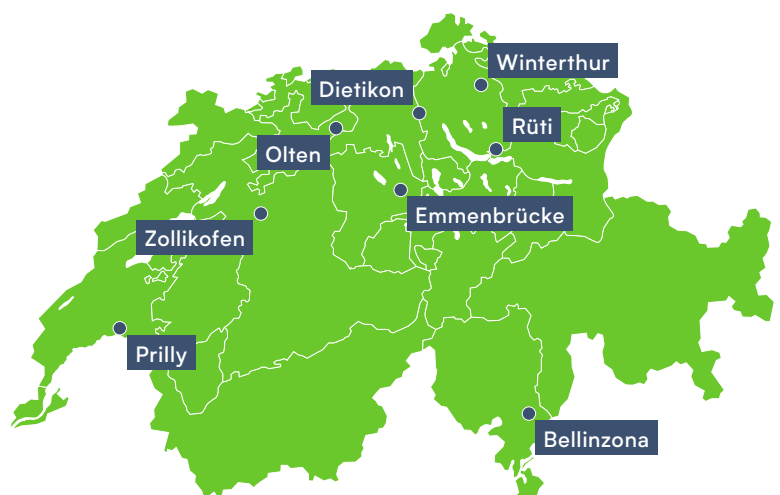 Winterthur
Dietikon
Rüti
Olten
Emmenbrücke
Zollikofen
Prilly
Bellinzona